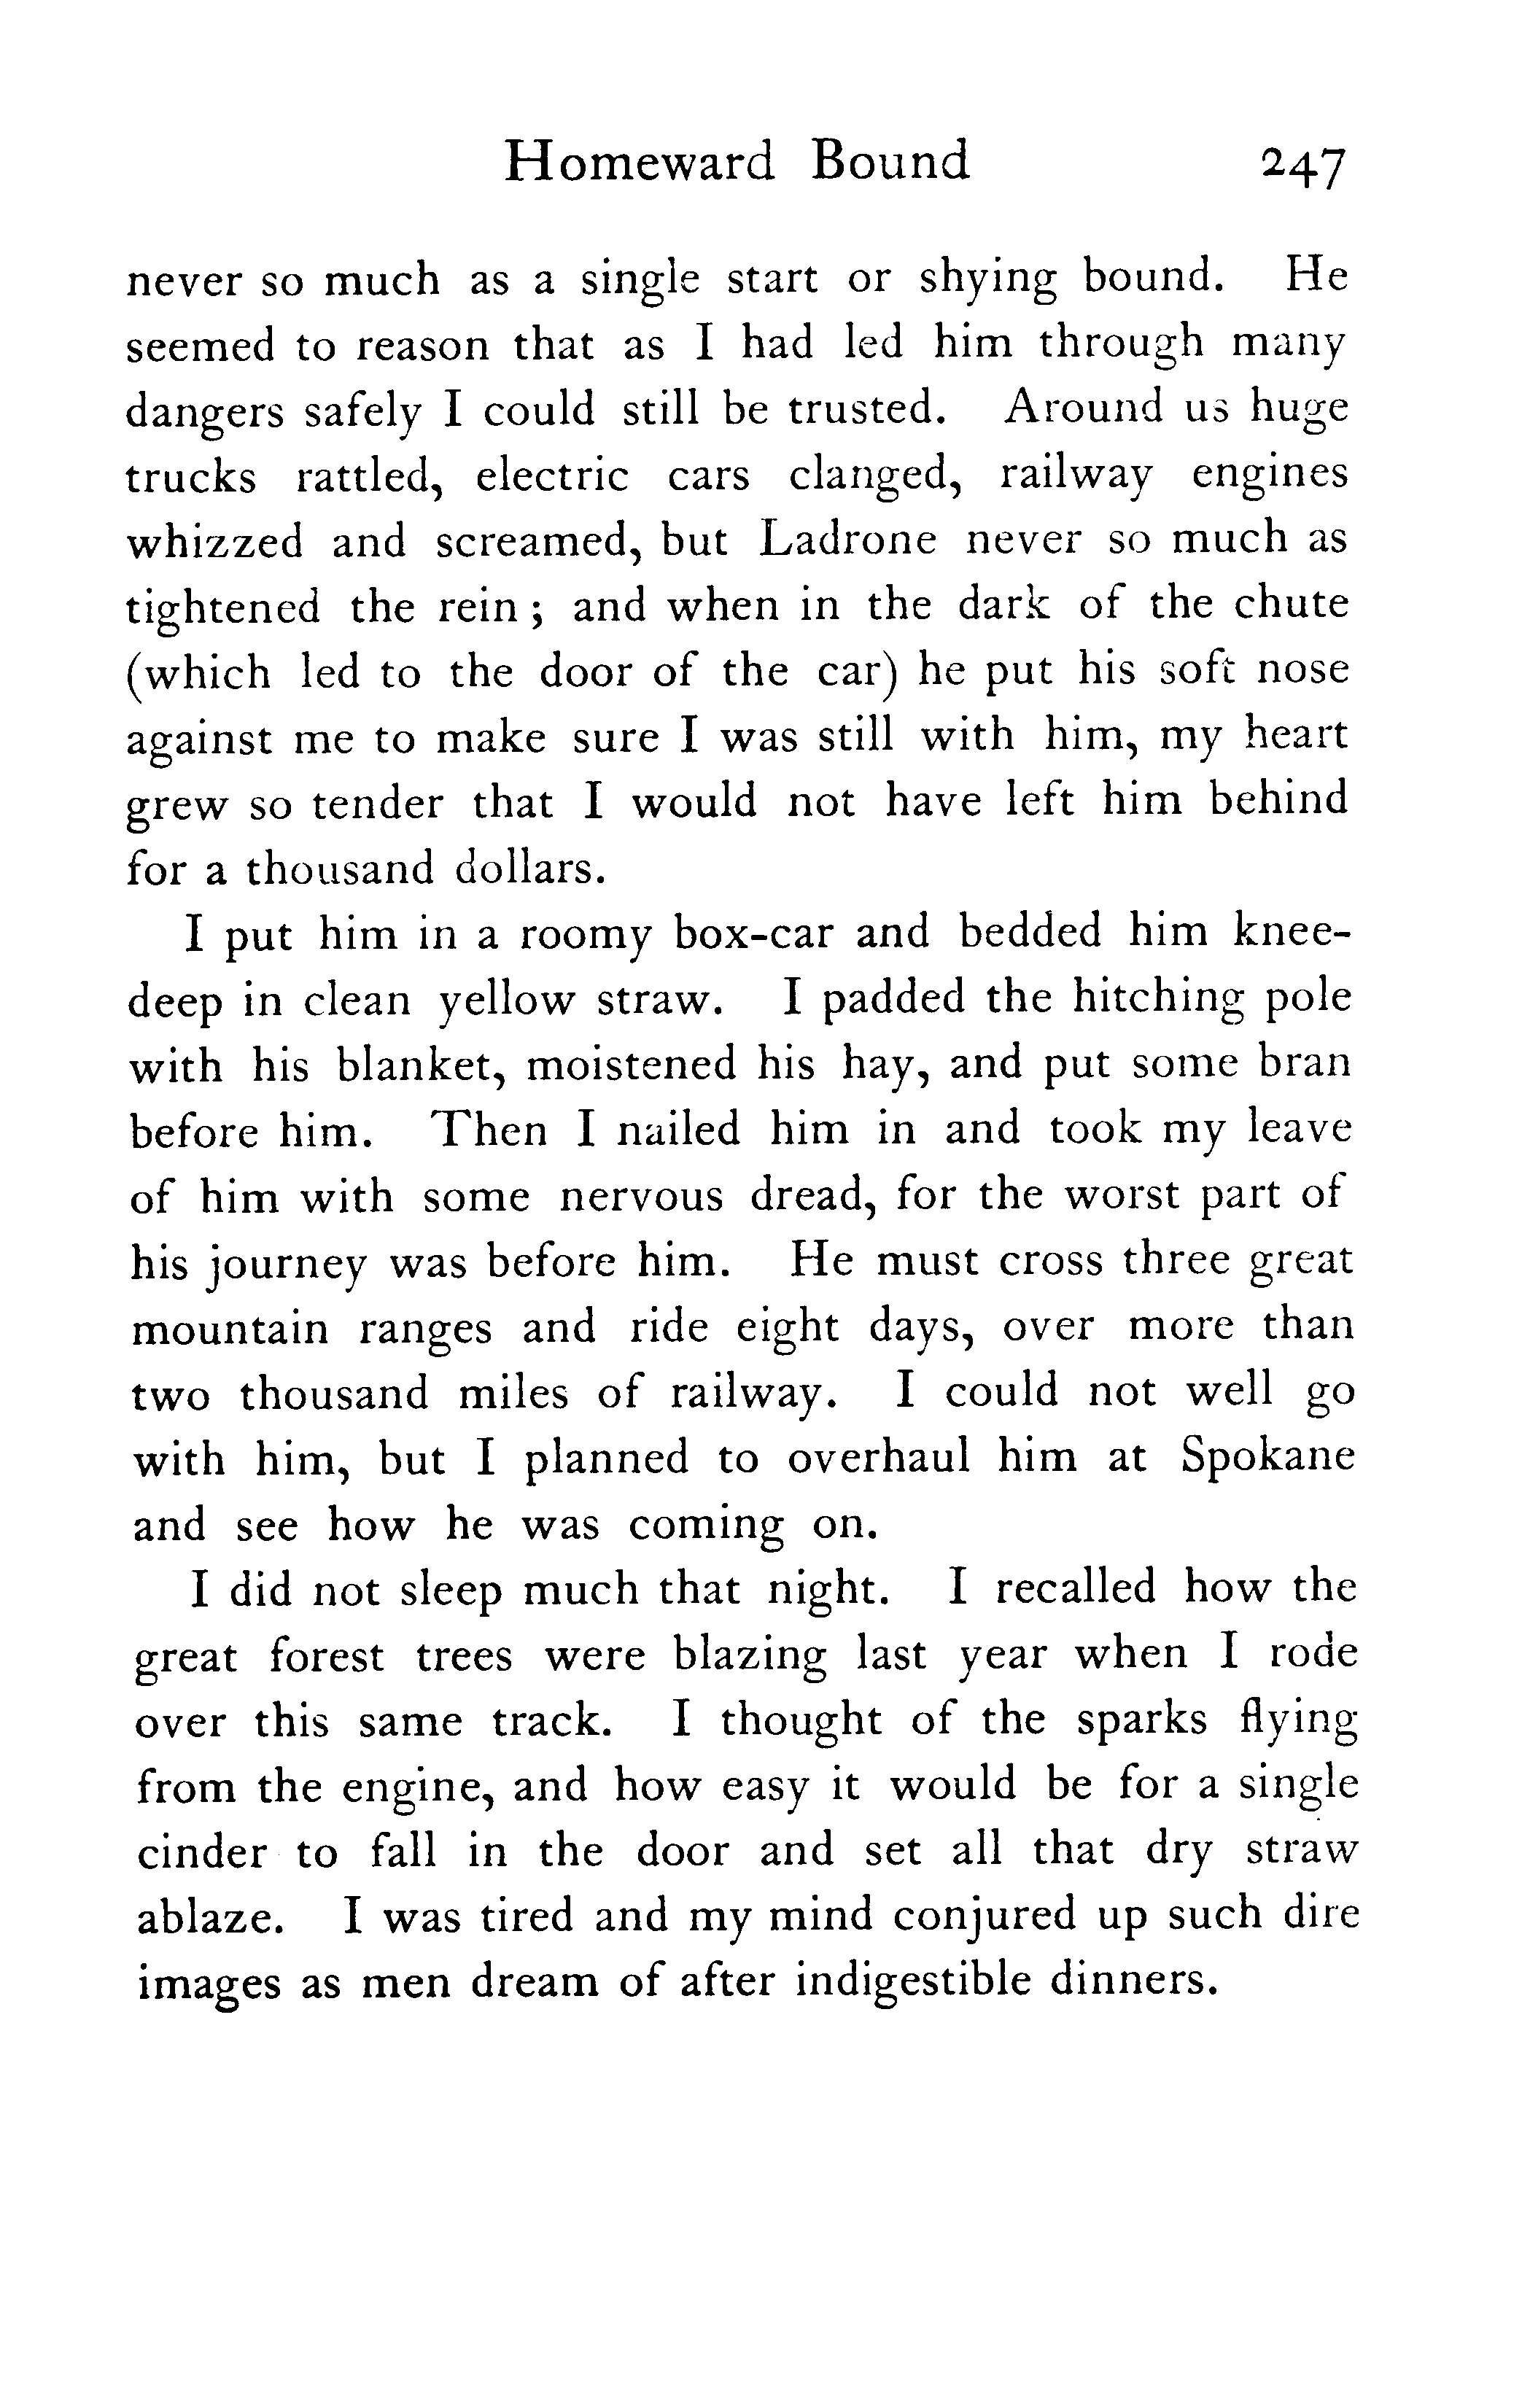 Homeward Bound 247
never so much as a single start or shying bound. He
seemed to reason that as I had led him through many
dangers safely I could still be trusted. Around us huge
trucks rattled, electric cars clanged, railway engines
whizzed and screamed, but Ladrone never so much as
tightened the rein ; and when in the dark of the chute
(which led to the door of the car) he put his soft nose
against me to make sure I was still with him, my heart
grew so tender that I would not have left him behind
for a thousand dollars.
I put him in a roomy box-car and bedded him knee-
deep in clean yellow straw. I padded the hitching pole
with his blanket, moistened his hay, and put some bran
before him. Then I nailed him in and took my leave
of him with some nervous dread, for the worst part of
his journey was before him. He must cross three great
mountain ranges and ride eight days, over more than
two thousand miles of railway. I could not well go
with him, but I planned to overhaul him at Spokane
and see how he was coming on.
I did not sleep much that night. I recalled how the
great forest trees were blazing last year when I rode
over this same track. I thought of the sparks flying
from the engine, and how easy it would be for a single
cinder to fall in the door and set all that dry straw
ablaze. I was tired and my mind conjured up such dire
images as men dream of after indigestible dinners.